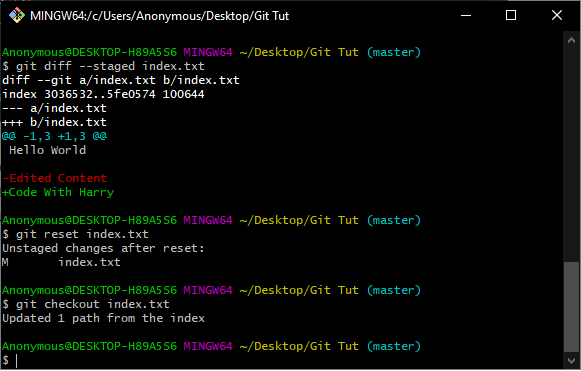 MINGW64:/c/Users/Anonymous/Desktop/Git Tut
Anonymous@DESKTOP-H89A5S6 MINGW64 ~/Desktop/Git Tut (master)
$ git diff --staged index.txt
diff --git a/index.txt b/index.txt
index 3036532..5fe0574 100644
--- a/index.txt
+++ b/index.txt
@@ -1,3 +1,3 @@
 Hello World
-Edited Content
+Code With Harry
Anonymous@DESKTOP-H89A5S6 MINGW64 ~/Desktop/Git Tut (master)
$ git reset index.txt
Unstaged changes after reset:
M       index.txt
Anonymous@DESKTOP-H89A5S6 MINGW64 ~/Desktop/Git Tut (master)
$ git checkout index.txt
Updated 1 path from the index
Anonymous@DESKTOP-H89A5S6 MINGW64 ~/Desktop/Git Tut (master)
$